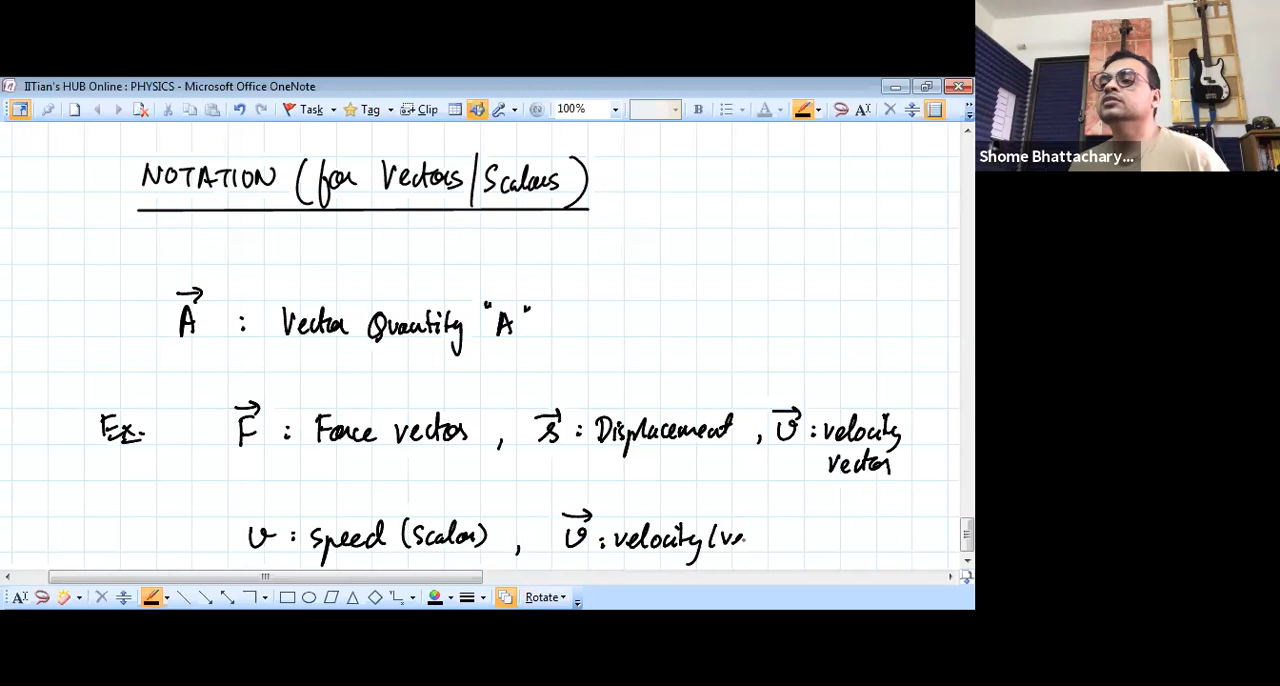 IITian's HUB Online : PHYSICS - Microsoft Office OneNote
Task Tag Clip 100% B A A
Shome Bhattachary...
NOTATION (for Vectors/Scalars)
A⃗ : Vector Quantity "A"
Ex. F⃗ : Force vector , s⃗ : Displacement , v⃗ : velocity
vector
v : speed (scalar) , v⃗ : velocity (ve
Rotate